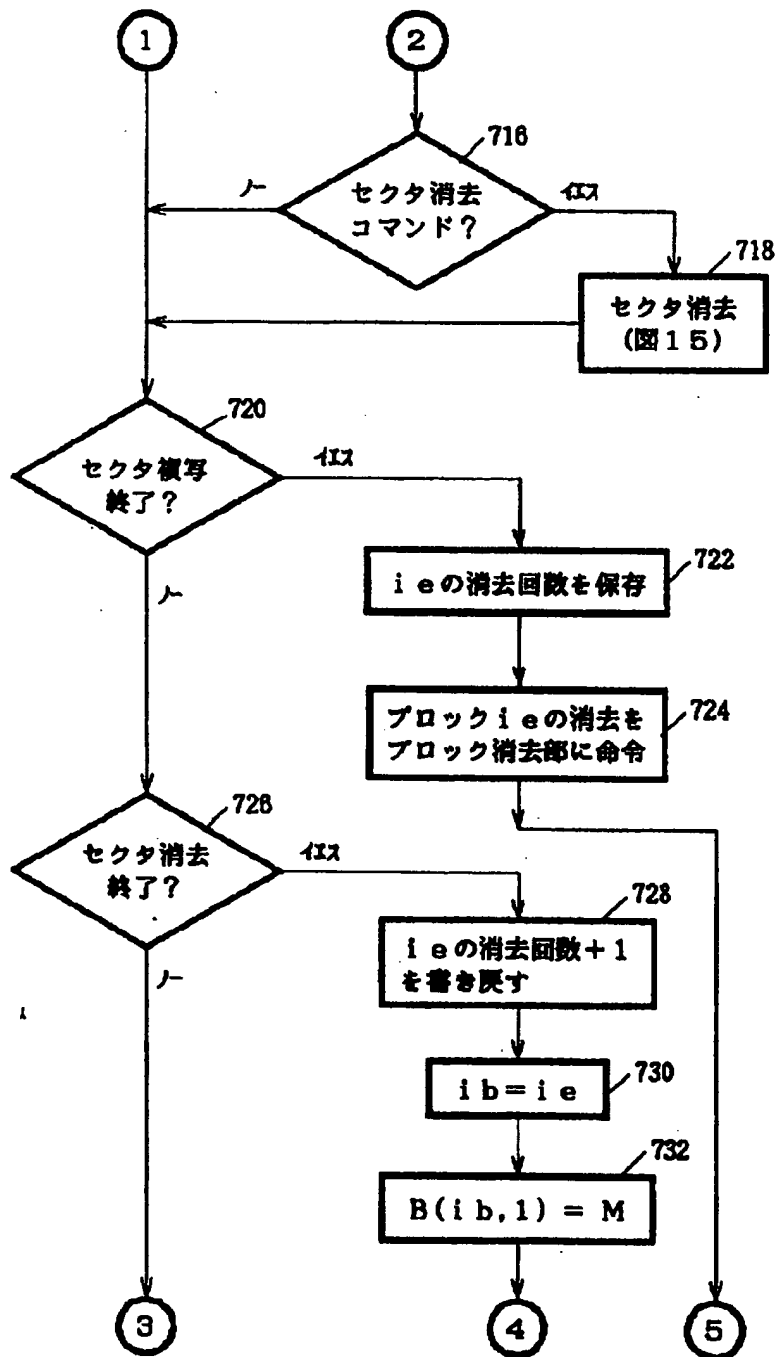 1
2
716
ノー
セクタ消去
コマンド？
イエス
718
セクタ消去
(図15)
720
セクタ複写
終了？
イエス
722
ノー
ｉｅの消去回数を保存
724
ブロックｉｅの消去を
ブロック消去部に命令
726
セクタ消去
終了？
イエス
728
ノー
ｉｅの消去回数＋１
を書き戻す
730
ｉｂ＝ｉｅ
732
B(ｉｂ,1)＝M
3
4
5